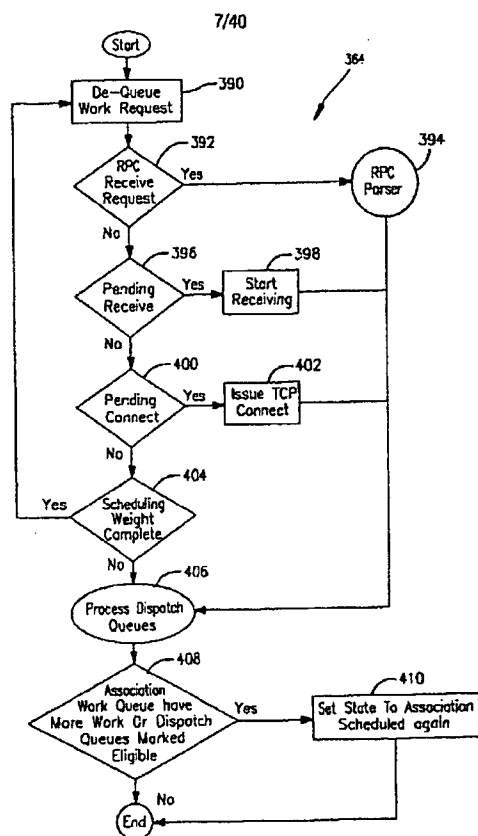 7/40
Start
De-Queue
Work Request
390
364
392
RPC
Receive
Request
Yes
394
RPC
Parser
No
396
Pending
Receive
Yes
398
Start
Receiving
No
400
Pending
Connect
Yes
402
Issue TCP
Connect
No
404
Yes
Scheduling
Weight
Complete
No
406
Process Dispatch
Queues
408
Association
Work Queue have
More Work Or Dispatch
Queues Marked
Eligible
Yes
410
Set State To Association
Scheduled again
No
End